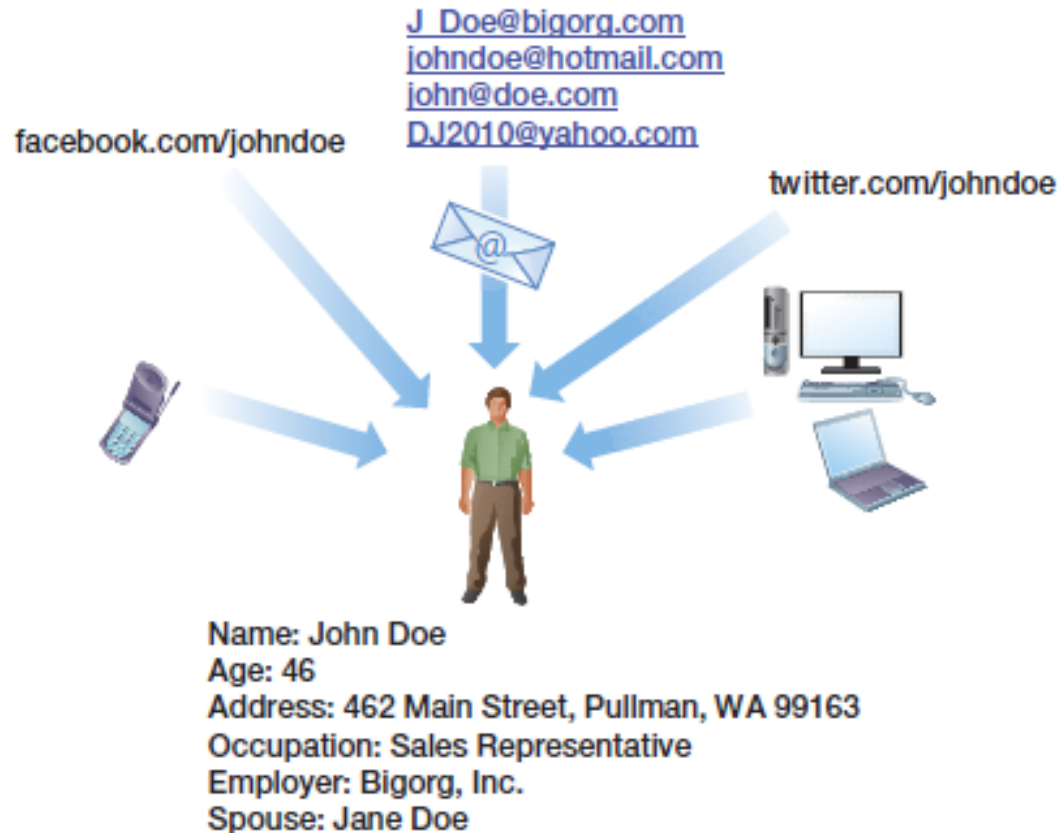 J_Doe@bigorg.com
johndoe@hotmail.com
john@doe.com
DJ2010@yahoo.com
facebook.com/johndoe
twitter.com/johndoe
@
Name: John Doe
Age: 46
Address: 462 Main Street, Pullman, WA 99163
Occupation: Sales Representative
Employer: Bigorg, Inc.
Spouse: Jane Doe